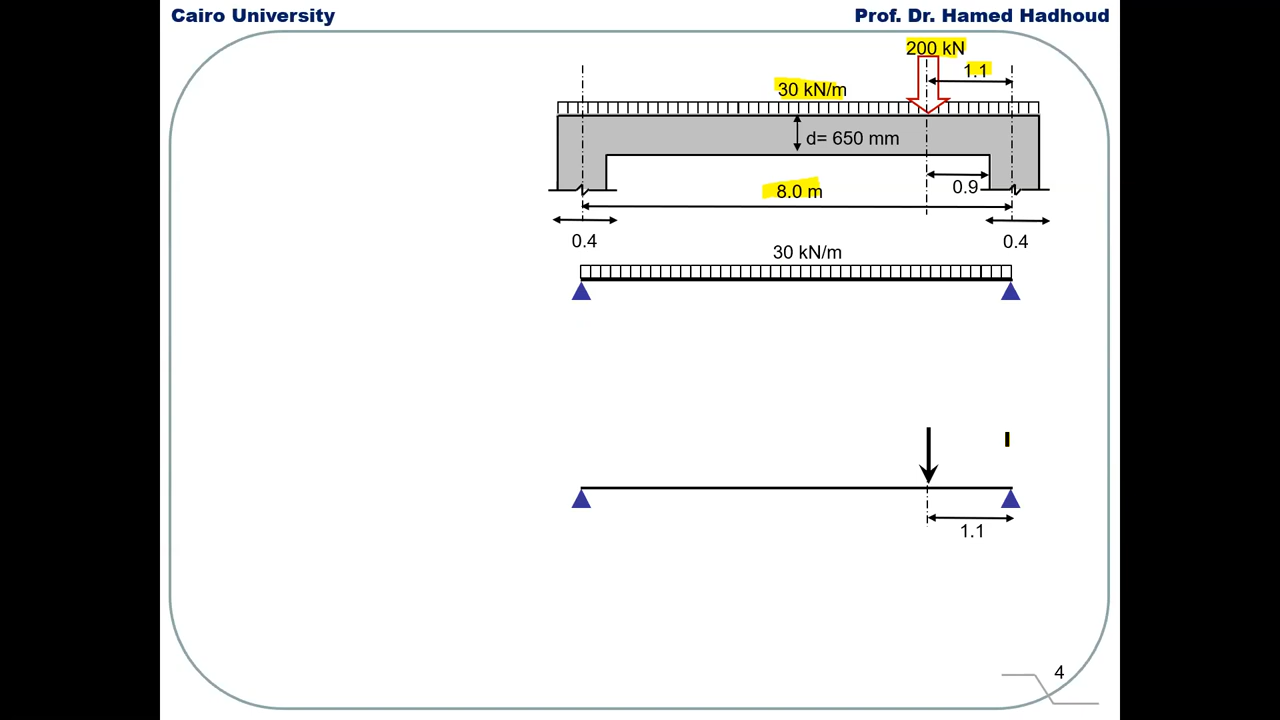 Cairo University
Prof. Dr. Hamed Hadhoud
200 kN
1.1
30 kN/m
d= 650 mm
0.9
8.0 m
0.4
0.4
30 kN/m
1.1
4